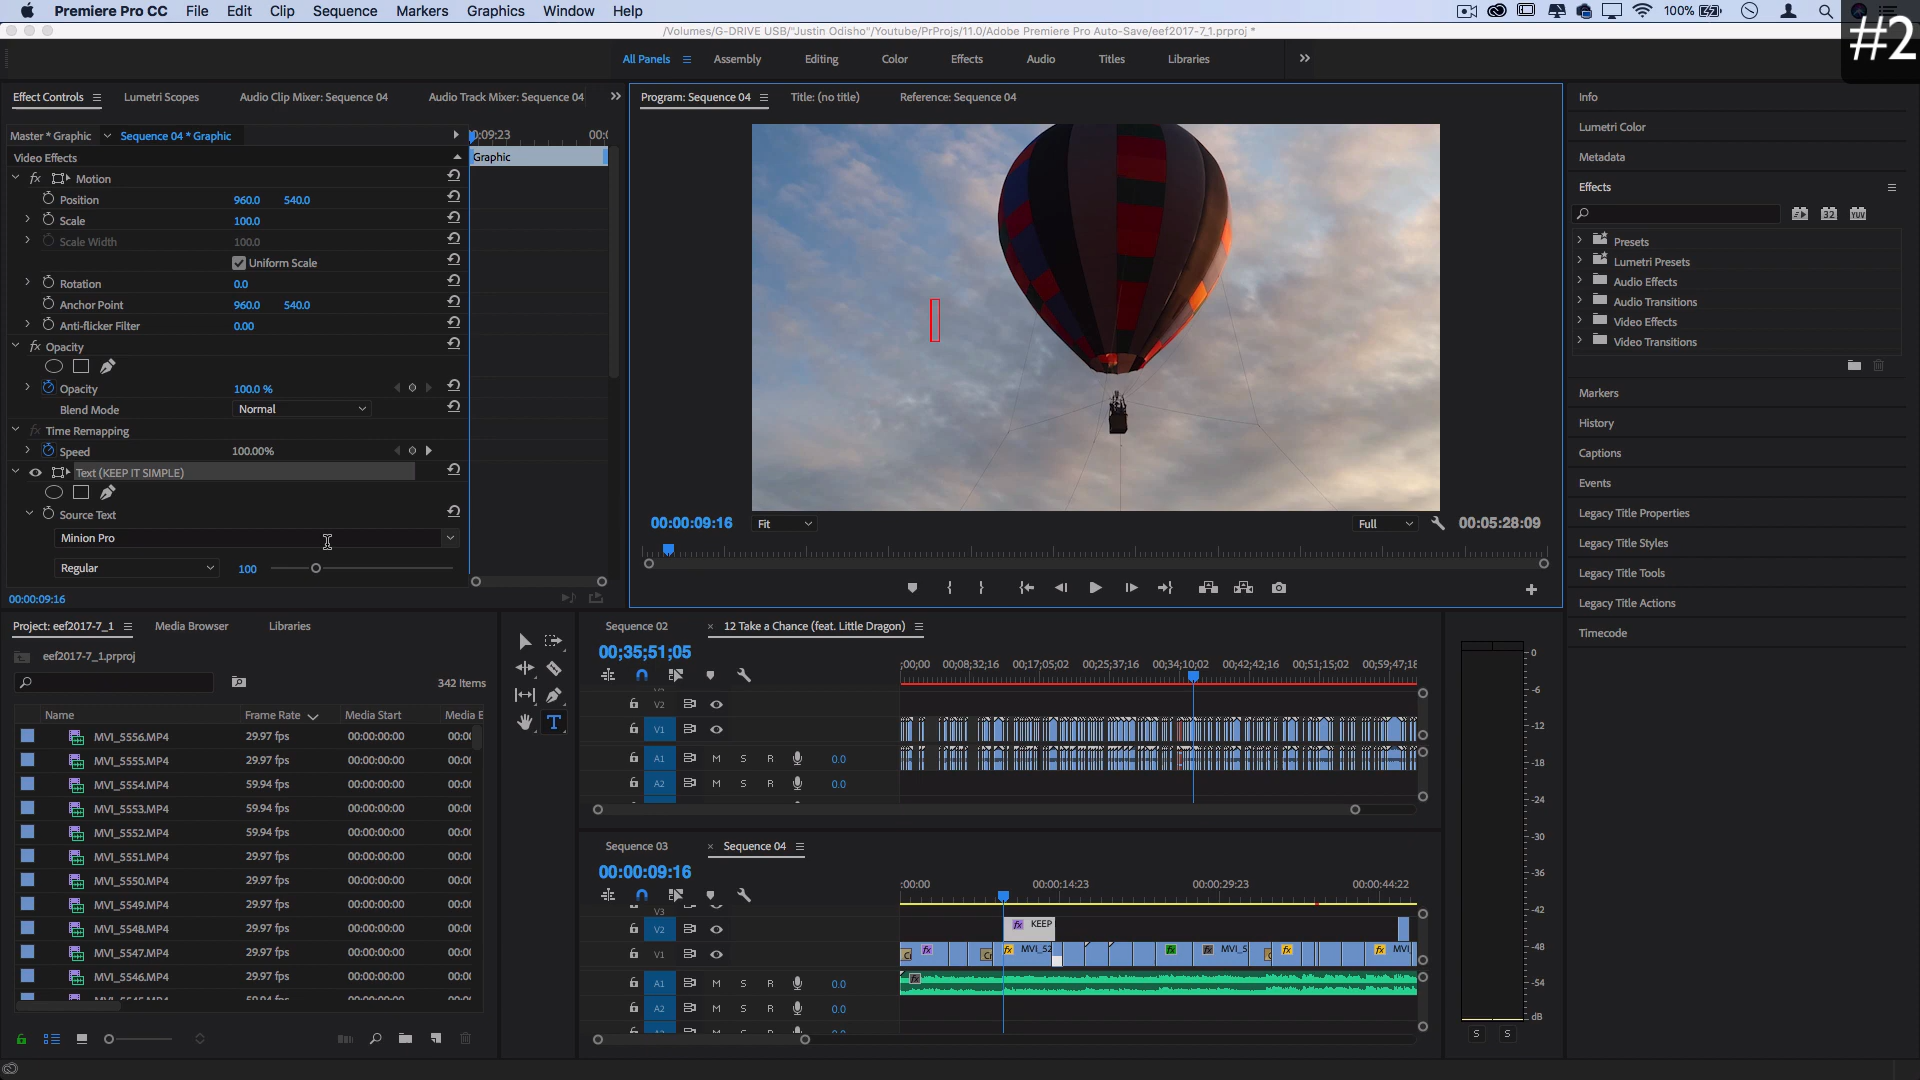 Premiere Pro CC File Edit Clip Sequence Markers Graphics Window Help 100%
/Volumes/G-DRIVE USB/"Justin Odisho"/Youtube/PrProjs/11.0/Adobe Premiere Pro Auto-Save/eef2017-7_1.prproj *
#2
All Panels Assembly Editing Color Effects Audio Titles Libraries
Effect Controls Lumetri Scopes Audio Clip Mixer: Sequence 04 Audio Track Mixer: Sequence 04
Master * Graphic Sequence 04 * Graphic
Video Effects
Graphic
Motion
Position 960.0 540.0
Scale 100.0
Scale Width 100.0
Uniform Scale
Rotation 0.0
Anchor Point 960.0 540.0
Anti-flicker Filter 0.00
Opacity
Opacity 100.0 %
Blend Mode Normal
Time Remapping
Speed 100.00%
Text (KEEP IT SIMPLE)
Source Text
Minion Pro
Regular 100
00:00:09:16
Program: Sequence 04 Title: (no title) Reference: Sequence 04
00:00:09:16 Fit Full 00:05:28:09
Info
Lumetri Color
Metadata
Effects
32 YUV
Presets
Lumetri Presets
Audio Effects
Audio Transitions
Video Effects
Video Transitions
Markers
History
Captions
Events
Legacy Title Properties
Legacy Title Styles
Legacy Title Tools
Legacy Title Actions
Timecode
Project: eef2017-7_1 Media Browser Libraries
eef2017-7_1.prproj
342 Items
Name Frame Rate Media Start Media E
MVI_5556.MP4 29.97 fps 00:00:00:00 00:0
MVI_5555.MP4 29.97 fps 00:00:00:00 00:0
MVI_5554.MP4 59.94 fps 00:00:00:00 00:0
MVI_5553.MP4 59.94 fps 00:00:00:00 00:0
MVI_5552.MP4 59.94 fps 00:00:00:00 00:0
MVI_5551.MP4 29.97 fps 00:00:00:00 00:0
MVI_5550.MP4 29.97 fps 00:00:00:00 00:0
MVI_5549.MP4 29.97 fps 00:00:00:00 00:0
MVI_5548.MP4 29.97 fps 00:00:00:00 00:0
MVI_5547.MP4 29.97 fps 00:00:00:00 00:0
MVI_5546.MP4 29.97 fps 00:00:00:00 00:0
Sequence 02 12 Take a Chance (feat. Little Dragon)
00;35;51;05
;00;00 00;08;32;16 00;17;05;02 00;25;37;16 00;34;10;02 00;42;42;16 00;51;15;02 00;59;47;18
V2
V1
A1 M S R 0.0
A2 M S R 0.0
Sequence 03 Sequence 04
00:00:09:16
:00:00 00:00:14:23 00:00:29:23 00:00:44:22
V3
V2 fx KEEP
V1 MVI_52 MVI_5 MVI_
A1 M S R 0.0
A2 M S R 0.0
0
-6
-12
-18
-24
-30
-36
-42
-48
-54
dB
S S